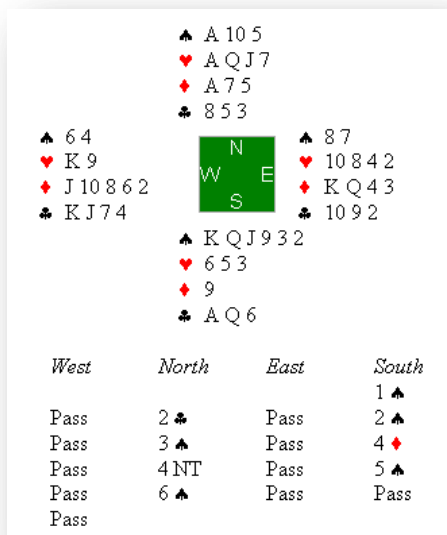 ♠ A 10 5
♥ A Q J 7
♦ A 7 5
♣ 8 5 3
♠ 6 4
♥ K 9
♦ J 10 8 6 2
♣ K J 7 4
N
W E
S
♠ 8 7
♥ 10 8 4 2
♦ K Q 4 3
♣ 10 9 2
♠ K Q J 9 3 2
♥ 6 5 3
♦ 9
♣ A Q 6
West North East South
1 ♠
Pass 2 ♣ Pass 2 ♠
Pass 3 ♠ Pass 4 ♦
Pass 4 NT Pass 5 ♠
Pass 6 ♠ Pass Pass
Pass